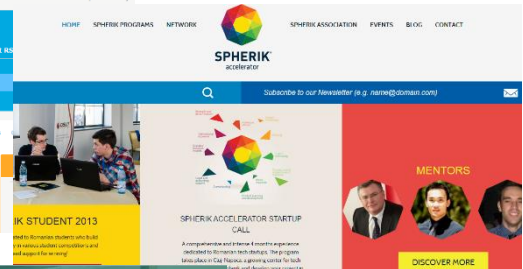 HOME SPHERIK PROGRAMS NETWORK SPHERIK ASSOCIATION EVENTS BLOG CONTACT
SPHERIK
accelerator
Subscribe to our Newsletter (e.g. name@domain.com)
IK STUDENT 2013
ated to Romanian students who build
y in various student competitions and
eed support for winning!
SPHERIK ACCELERATOR STARTUP
CALL
A comprehensive and intense 4 months experience
dedicated to tech startups. The program
takes place in Cluj-Napoca, a growing center for tech
MENTORS
DISCOVER MORE